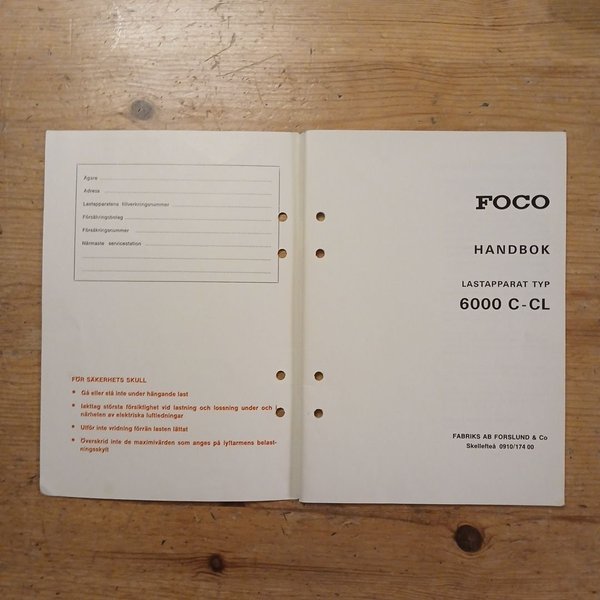 Ägare
Adress
Lastapparatens tillverkningsnummer
Försäkringsbolag
Försäkringsnummer
Närmaste servicestation
FÖR SÄKERHETS SKULL
• Gå eller stå inte under hängande last
• Iakttag största försiktighet vid lastning och lossning under och i
närheten av elektriska luftledningar
• Utför inte vridning förrän lasten lättat
• Överskrid inte de maximivärden som anges på lyftarmens belast-
ningsskylt
FOCO
HANDBOK
LASTAPPARAT TYP
6000 C-CL
FABRIKS AB FORSLUND & Co
Skellefteå 0910/174 00